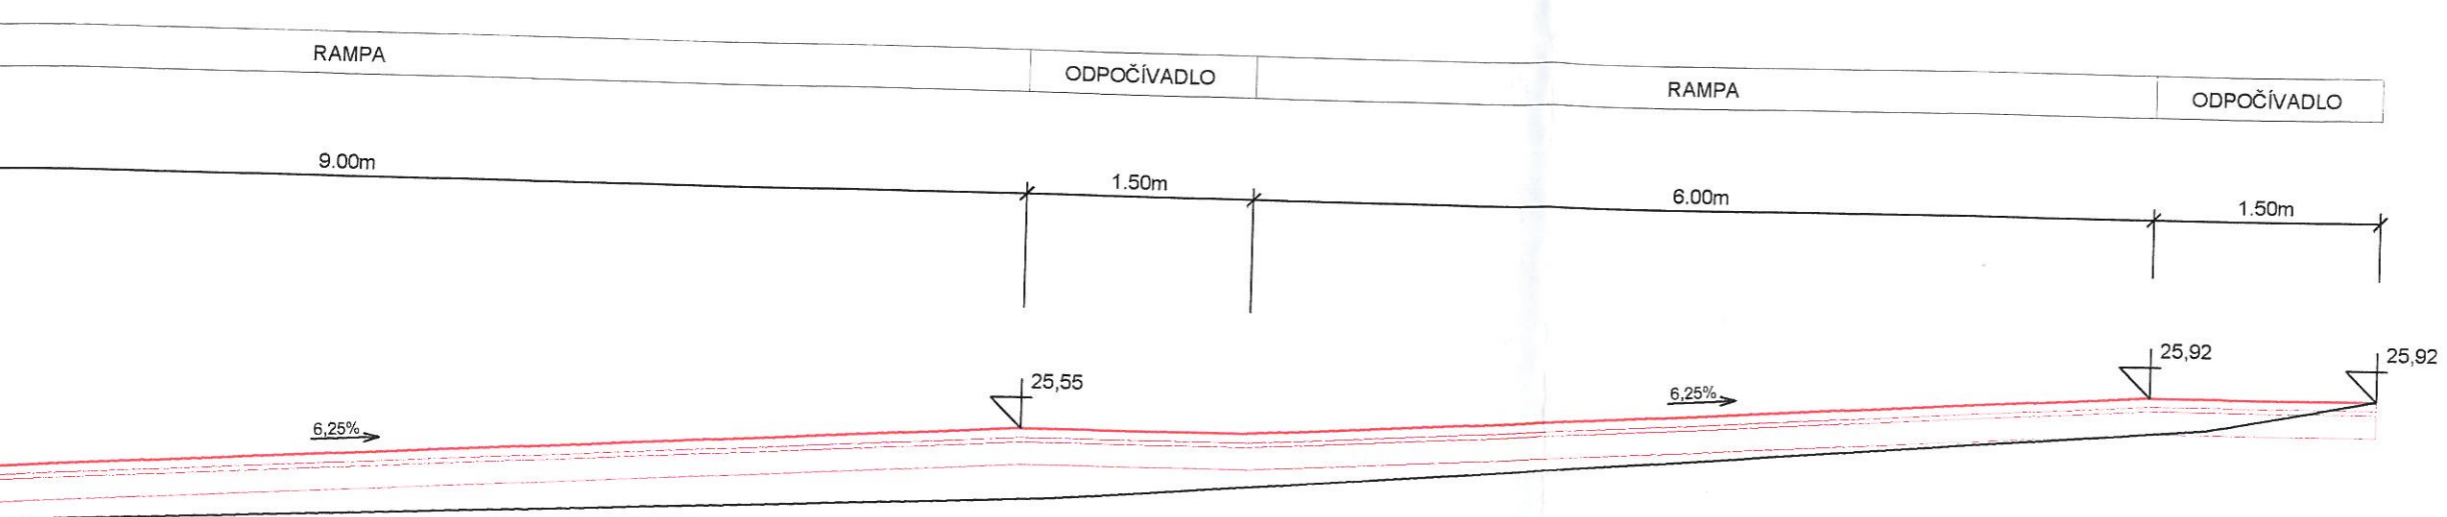 RAMPA
ODPOČÍVADLO
RAMPA
ODPOČÍVADLO
9.00m
1.50m
6.00m
1.50m
25,55
25,92
25,92
6,25%
6,25%